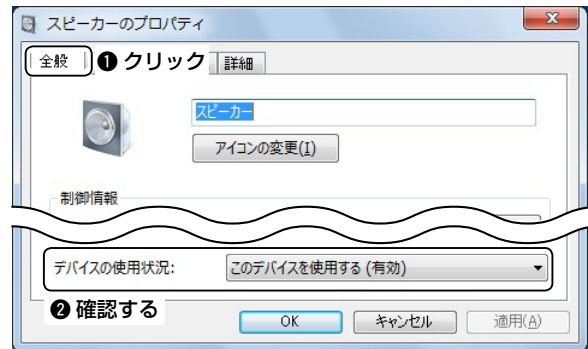 スピーカーのプロパティ
全般 ❶ クリック 詳細
スピーカー
アイコンの変更(I)
制御情報
デバイスの使用状況: このデバイスを使用する (有効)
❷ 確認する
OK キャンセル 適用(A)